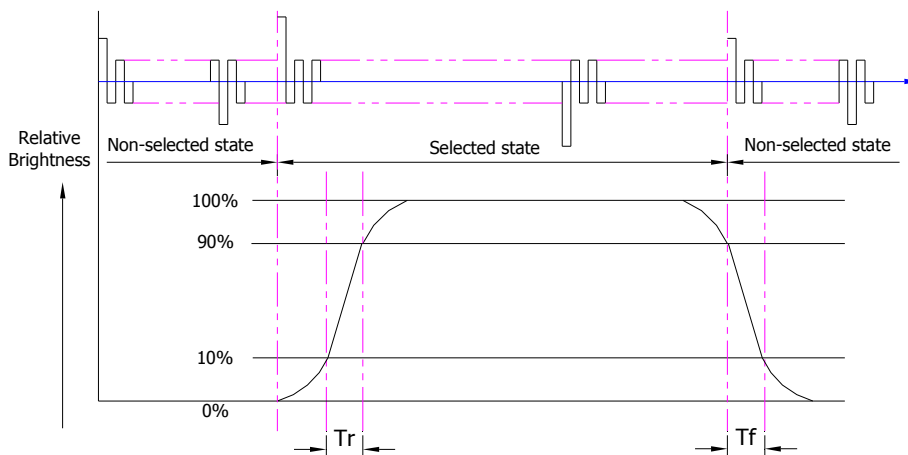 Relative
Brightness
Non-selected state
Selected state
Non-selected state
100%
90%
10%
0%
Tr
Tf